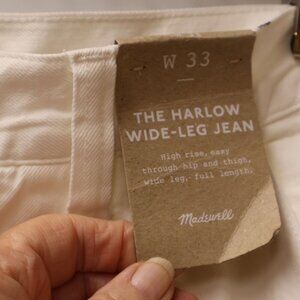 W 33
THE HARLOW
WIDE-LEG JEAN
High rise, easy
through hip and thigh,
wide leg, full length.
Madewell